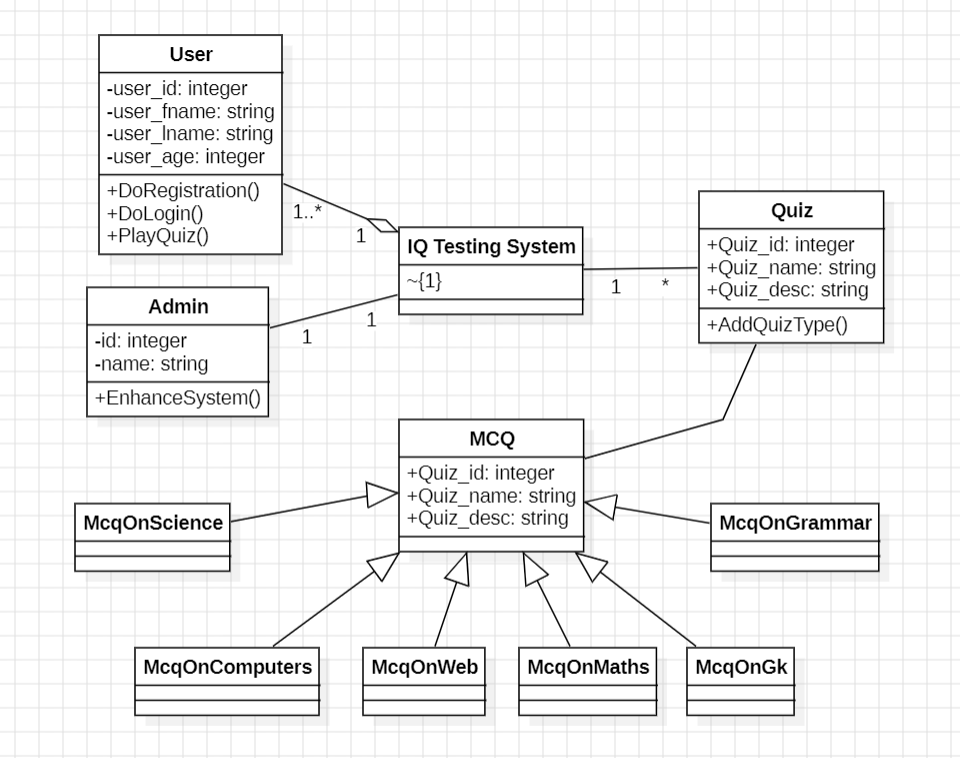 User
-user_id: integer
-user_fname: string
-user_lname: string
-user_age: integer
+DoRegistration()
+DoLogin()
+PlayQuiz()
1..*
1
IQ Testing System
~{1}
1
*
Quiz
+Quiz_id: integer
+Quiz_name: string
+Quiz_desc: string
+AddQuizType()
Admin
-id: integer
-name: string
+EnhanceSystem()
1
1
MCQ
+Quiz_id: integer
+Quiz_name: string
+Quiz_desc: string
McqOnScience
McqOnGrammar
McqOnComputers
McqOnWeb
McqOnMaths
McqOnGk